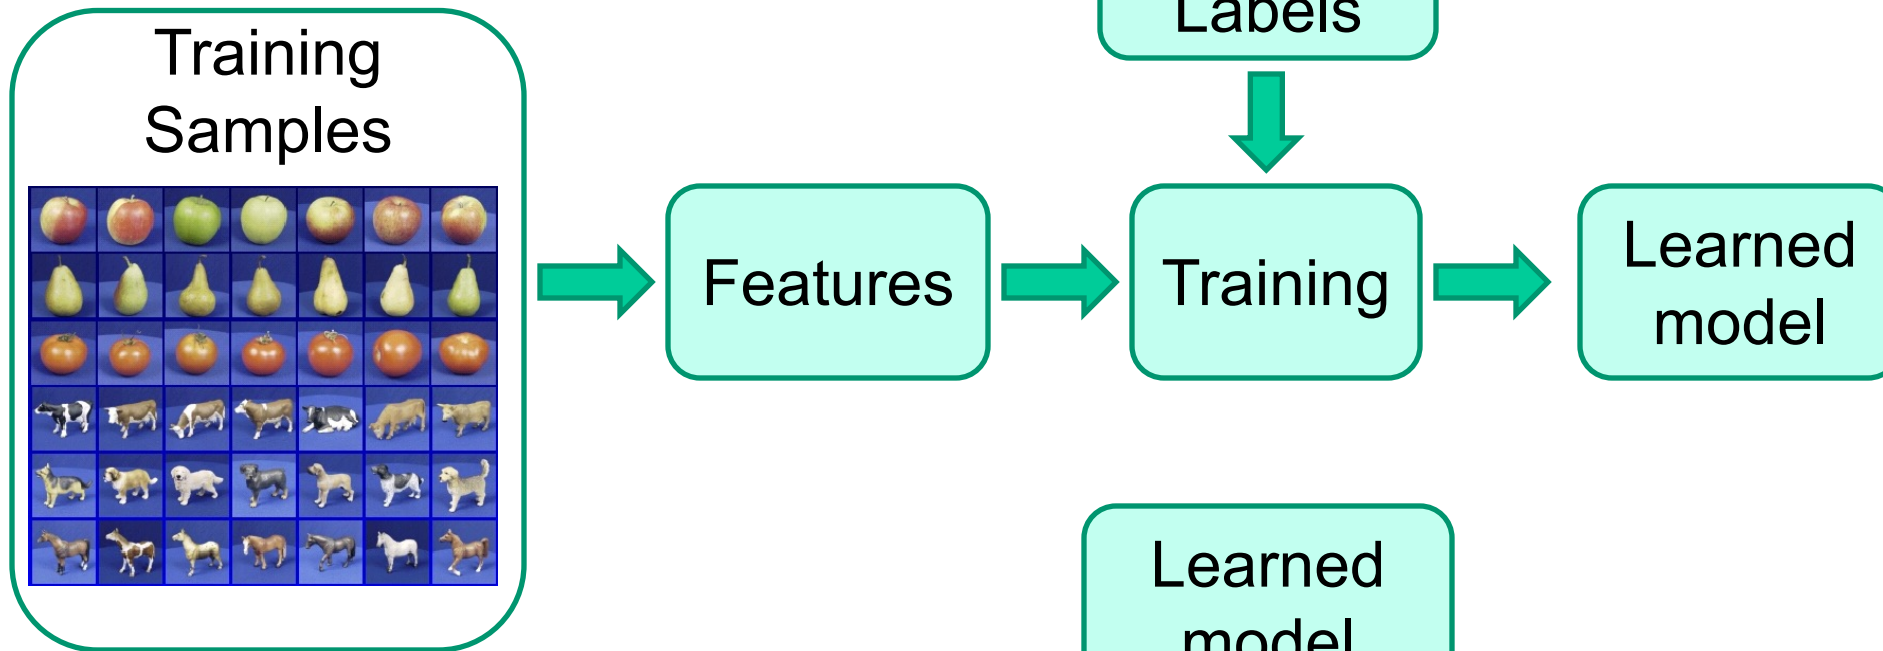 Training
Samples
Labels
Features
Training
Learned
model
Learned
model